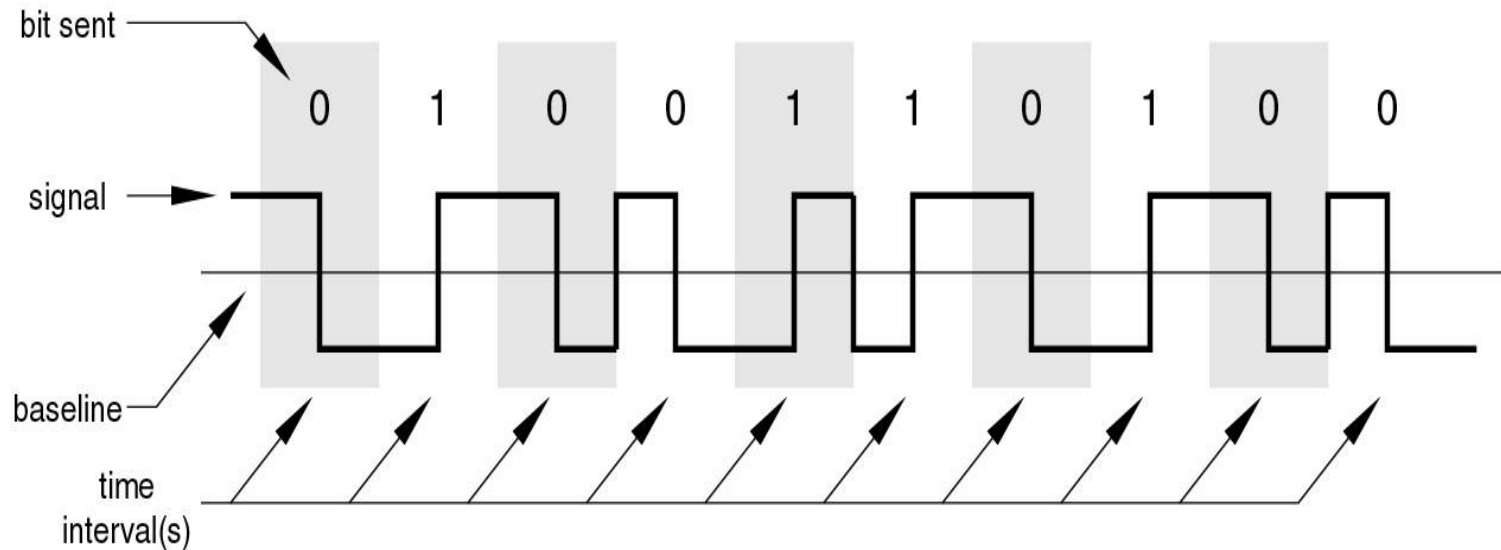 bit sent
0 1 0 0 1 1 0 1 0 0
signal
baseline
time
interval(s)